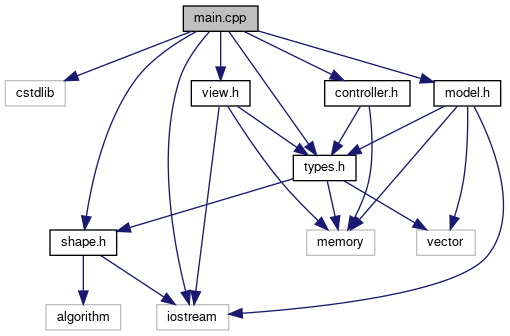 main.cpp
cstdlib
view.h
controller.h
model.h
types.h
shape.h
memory
vector
algorithm
iostream